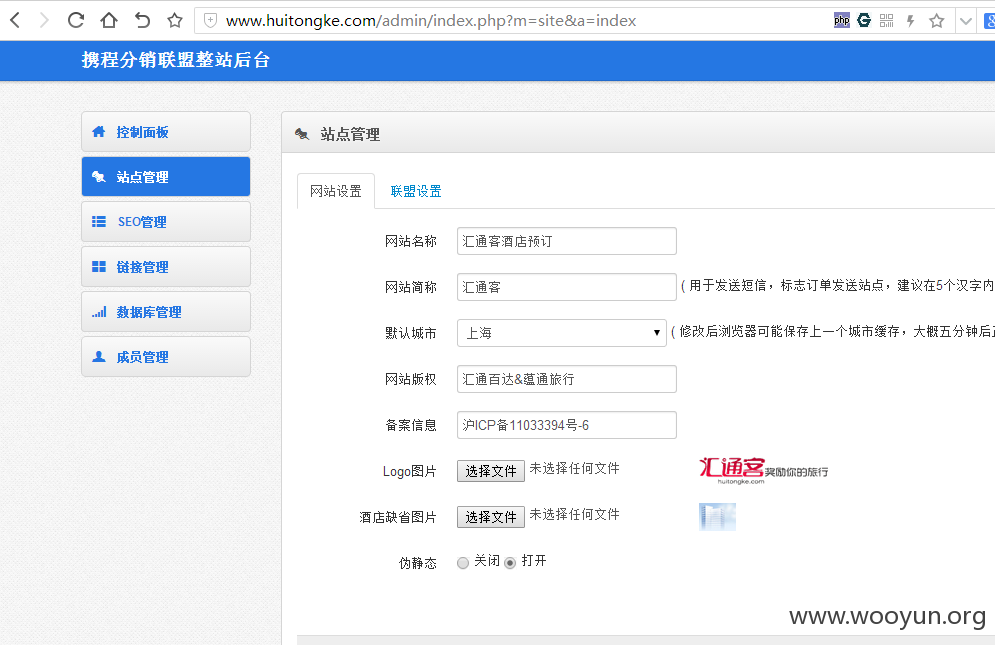 www.huitongke.com/admin/index.php?m=site&a=index
php
携程分销联盟整站后台
控制面板
站点管理
SEO管理
链接管理
数据库管理
成员管理
站点管理
网站设置 联盟设置
网站名称 汇通客酒店预订
网站简称 汇通客 ( 用于发送短信，标志订单发送站点，建议在5个汉字内
默认城市 上海 ( 修改后浏览器可能保存上一个城市缓存，大概五分钟后
网站版权 汇通百达&蕴通旅行
备案信息 沪ICP备11033394号-6
Logo图片 选择文件 未选择任何文件 汇通客 奖励你的旅行
huitongke.com
酒店缺省图片 选择文件 未选择任何文件
伪静态 关闭 打开
www.wooyun.org